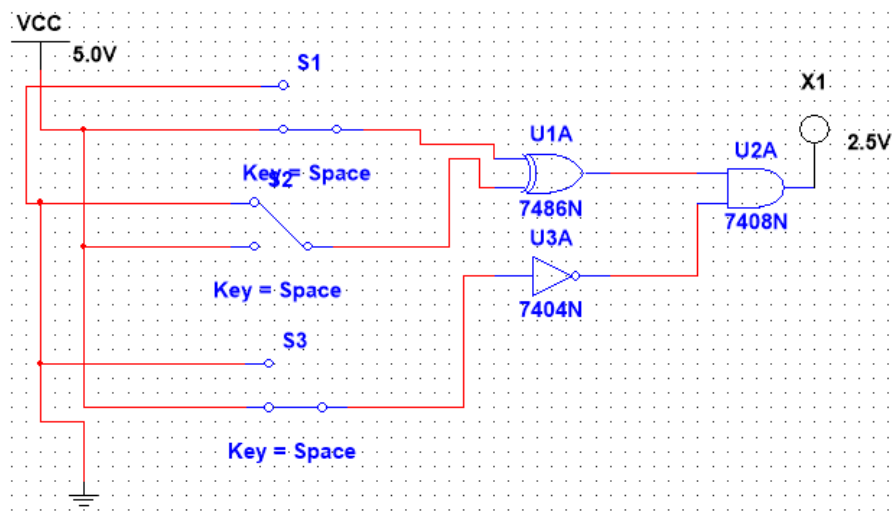 VCC
5.0V
S1
X1
U1A
2.5V
U2A
Key = Space
S2
7486N
7408N
U3A
Key = Space
7404N
S3
Key = Space